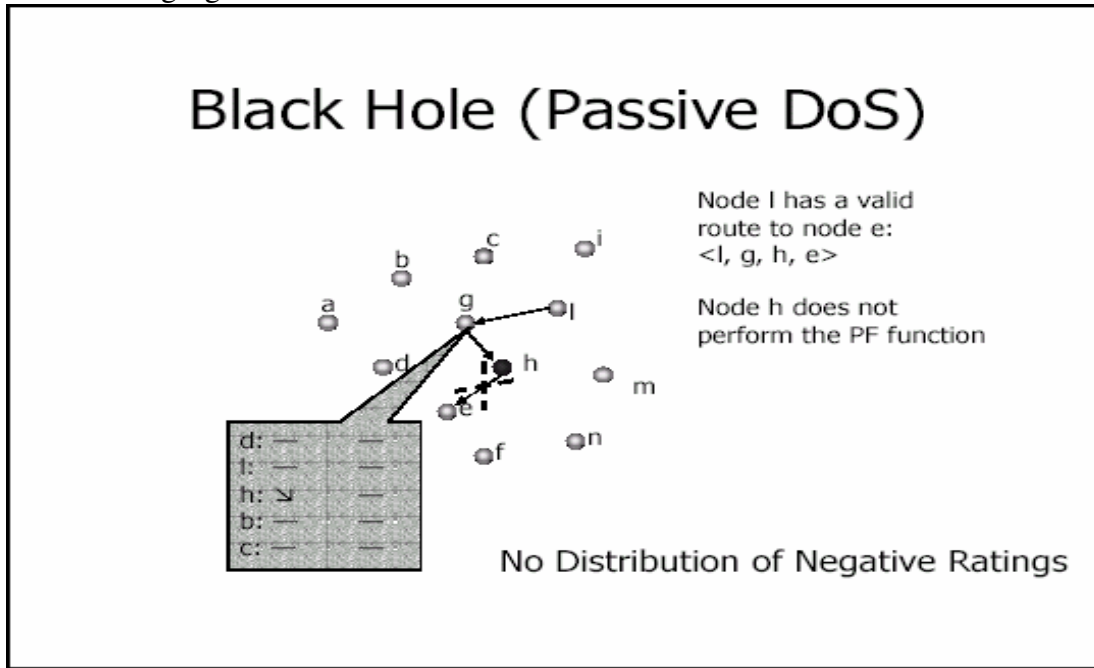 Black Hole (Passive DoS)
Node l has a valid
route to node e:
<l, g, h, e>
Node h does not
perform the PF function
c
i
b
g
a
l
d
h
m
e
n
f
d: — —
l: — —
h: ↘ —
b: — —
c: — —
No Distribution of Negative Ratings